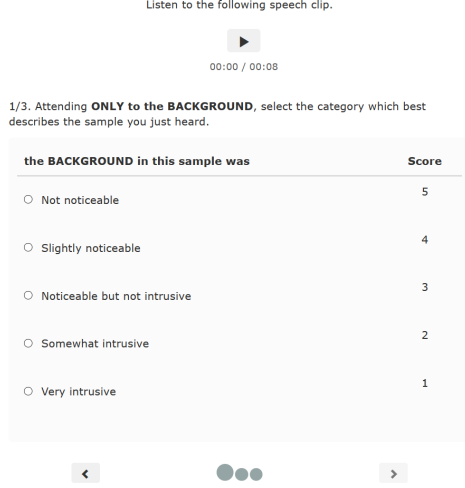 Listen to the following speech clip.
00:00 / 00:08
1/3. Attending ONLY to the BACKGROUND, select the category which best
describes the sample you just heard.
the BACKGROUND in this sample was Score
Not noticeable 5
Slightly noticeable 4
Noticeable but not intrusive 3
Somewhat intrusive 2
Very intrusive 1